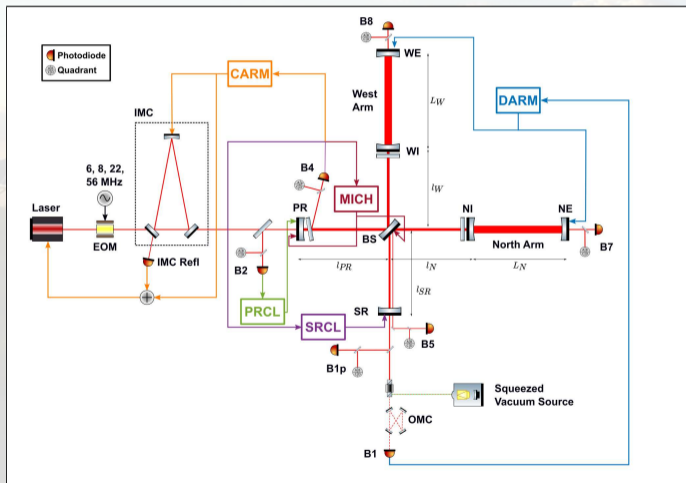 B8
Photodiode
Quadrant
WE
CARM
West
Arm
L_W
DARM
IMC
6, 8, 22,
56 MHz
WI
B4
l_W
MICH
Laser
PR
NI
NE
EOM
BS
North Arm
IMC Refl
B2
B7
l_PR
l_N
L_N
l_SR
PRCL
SR
SRCL
B5
B1p
Squeezed
Vacuum Source
OMC
B1